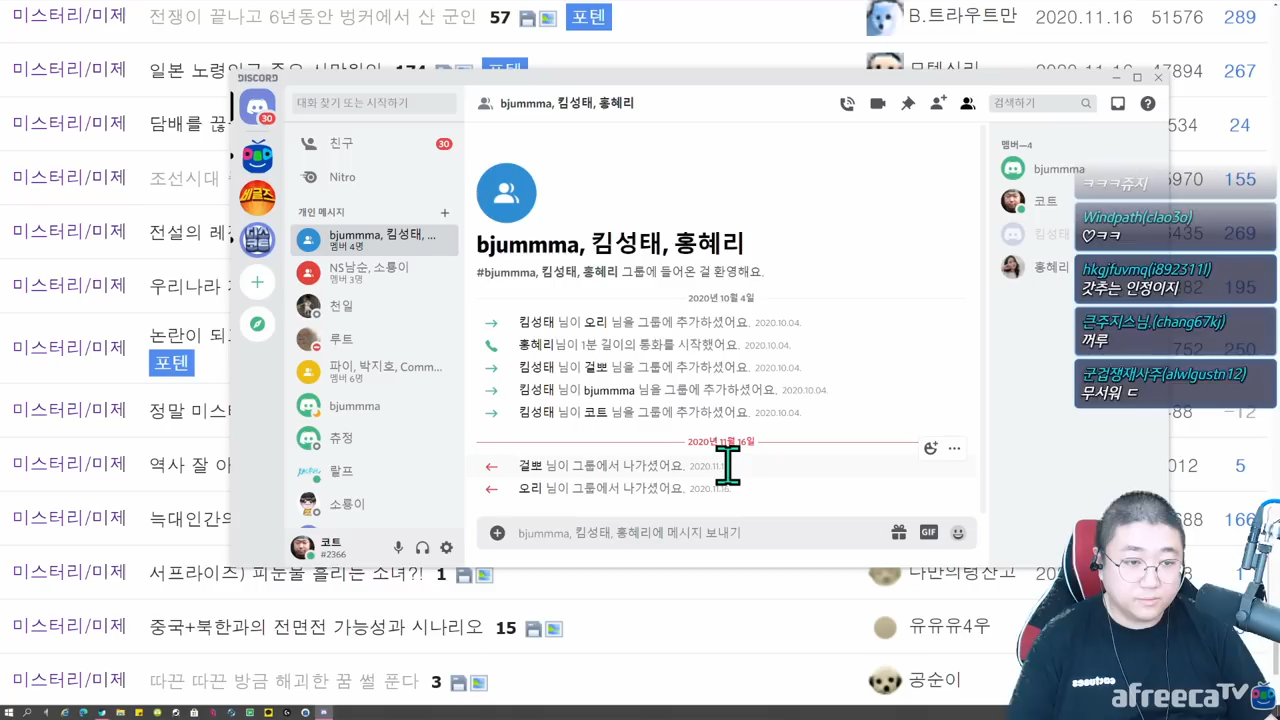 미스터리/미제 전쟁이 끝나고 6년동안 벙커에서 산 군인 57 포텐 B.트라우트만 2020.11.16 51576 289
미스터리/미제 267
미스터리/미제 담배를 끊 534 24
미스터리/미제 조선시대 5970 155
미스터리/미제 전설의 레 6435 269
미스터리/미제 우리나라 182 195
미스터리/미제 논란이 되 752 250
포텐
미스터리/미제 정말 미스 488 -12
미스터리/미제 역사 잘 아 012 5
미스터리/미제 늑대인간의 688 166
미스터리/미제 서프라이즈) 피눈물 흘리는 소녀?! 1
미스터리/미제 중국+북한과의 전면전 가능성과 시나리오 15 유유유4우
미스터리/미제 따끈 따끈 방금 해괴한 꿈 썰 푼다 3 공순이
DISCORD
30
대화 찾기 또는 시작하기
친구 30
Nitro
개인 메시지
bjummma, 킴성태, ...
멤버 4명
NS남순, 소룡이
멤버 3명
천일
루트
파이, 박지호, Comm...
멤버 6명
bjummma
츄정
랄프
소룡이
코트
#2366
bjummma, 킴성태, 홍혜리
검색하기
bjummma, 킴성태, 홍혜리
#bjummma, 킴성태, 홍혜리 그룹에 들어온 걸 환영해요.
2020년 10월 4일
킴성태 님이 오리 님을 그룹에 추가하셨어요. 2020.10.04.
홍혜리님이 1분 길이의 통화를 시작했어요. 2020.10.04.
킴성태 님이 걸뽀 님을 그룹에 추가하셨어요. 2020.10.04.
킴성태 님이 bjummma 님을 그룹에 추가하셨어요. 2020.10.04.
킴성태 님이 코트 님을 그룹에 추가하셨어요. 2020.10.04.
2020년 11월 16일
걸뽀 님이 그룹에서 나가셨어요.
오리 님이 그룹에서 나가셨어요. 2020.11.16.
bjummma, 킴성태, 홍혜리에 메시지 보내기
GIF
멤버—4
bjummma
코트
킴성태
홍혜리
ㅋㅋㅋ쥬지
Windpath(clao3o)
♡ㅋㅋ
hkgjfuvmq(i892311l)
갓추는 인정이지
큰주지스님.(chang67kj)
꺼루
군겁쟁재사주(alwlgustn12)
무서워 ㄷ
afreecaTV